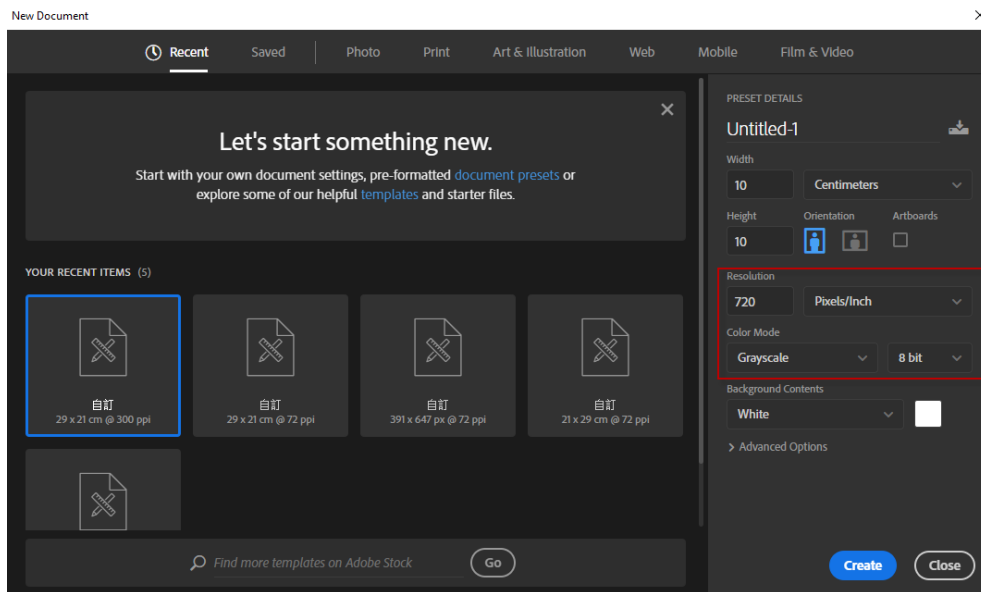 New Document
Recent Saved Photo Print Art & Illustration Web Mobile Film & Video
Let's start something new.
Start with your own document settings, pre-formatted document presets or
explore some of our helpful templates and starter files.
YOUR RECENT ITEMS (5)
自訂
29 x 21 cm @ 300 ppi
自訂
29 x 21 cm @ 72 ppi
自訂
391 x 647 px @ 72 ppi
自訂
21 x 29 cm @ 72 ppi
Find more templates on Adobe Stock
Go
PRESET DETAILS
Untitled-1
Width
10 Centimeters
Height Orientation Artboards
10
Resolution
720 Pixels/Inch
Color Mode
Grayscale 8 bit
Background Contents
White
Advanced Options
Create Close